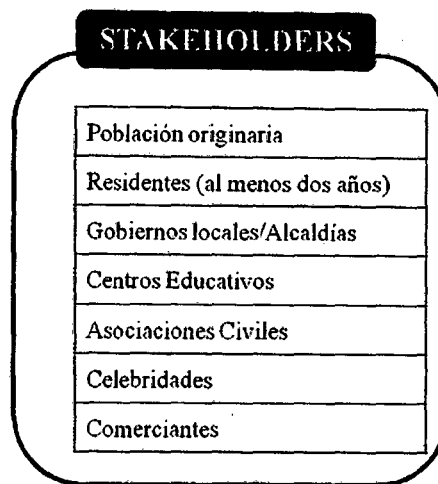 STAKEHOLDERS
Población originaria
Residentes (al menos dos años)
Gobiernos locales/Alcaldías
Centros Educativos
Asociaciones Civiles
Celebridades
Comerciantes